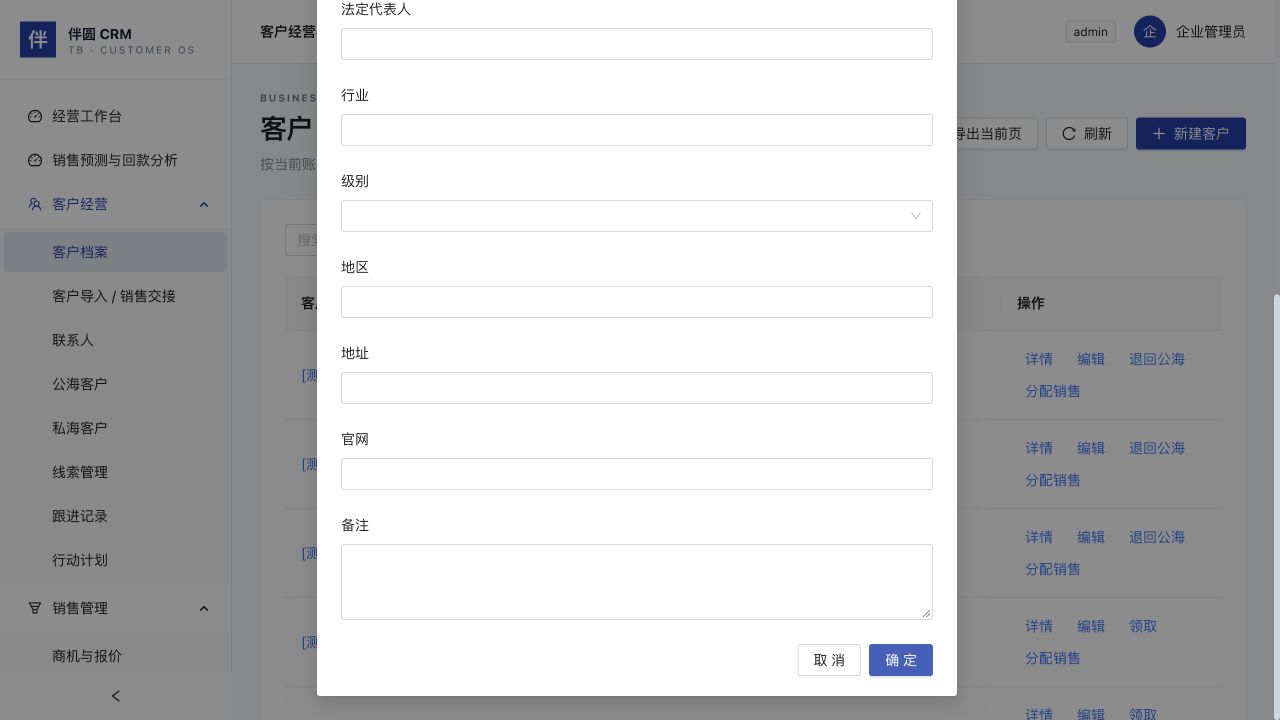 伴
伴圆 CRM
TB · CUSTOMER OS
经营工作台
销售预测与回款分析
客户经营
客户档案
客户导入 / 销售交接
联系人
公海客户
私海客户
线索管理
跟进记录
行动计划
销售管理
商机与报价
客户经营
admin
企
企业管理员
BUSINES
客户
按当前账
导出当前页
刷新
新建客户
搜
客
操作
[测
详情 编辑 退回公海
分配销售
[测
详情 编辑 退回公海
分配销售
[测
详情 编辑 退回公海
分配销售
[测
详情 编辑 领取
分配销售
详情 编辑 领取
法定代表人
行业
级别
地区
地址
官网
备注
取 消
确 定